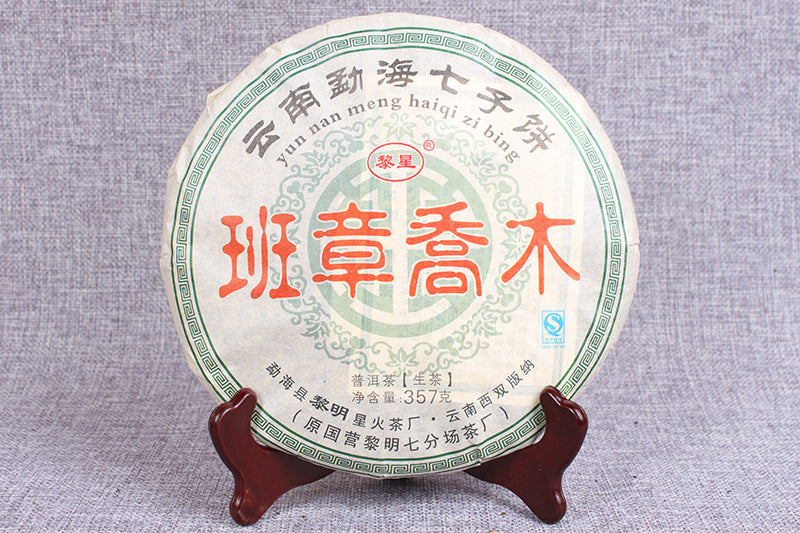 云南勐海七子饼
yun nan meng haiqi zi bing
黎星®
班章喬木
普洱茶【生茶】
净含量:357克
勐海县黎明星火茶厂·云南西双版纳
(原国营黎明七分场茶厂)